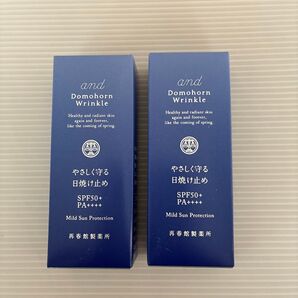 and
Domohorn
Wrinkle
Healthy and radiant skin
again and forever,
like the coming of spring.
やさしく守る
日焼け止め
SPF50+
PA++++
Mild Sun Protection
再春館製薬所
and
Domohorn
Wrinkle
Healthy and radiant skin
again and forever,
like the coming of spring.
やさしく守る
日焼け止め
SPF50+
PA++++
Mild Sun Protection
再春館製薬所